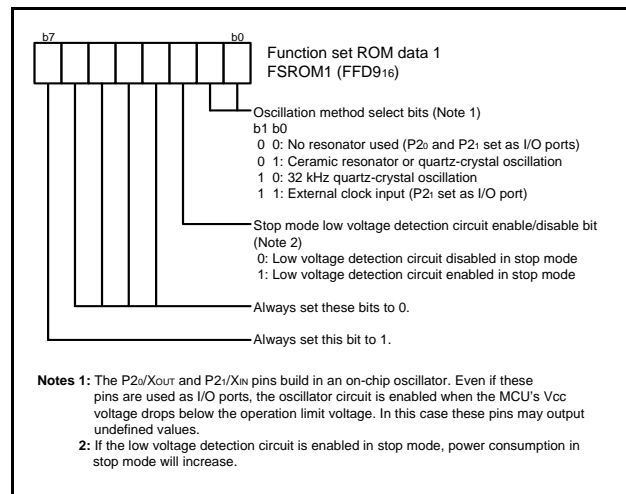 b7 b0
Function set ROM data 1
FSROM1 (FFD916)
Oscillation method select bits (Note 1)
b1 b0
0 0: No resonator used (P20 and P21 set as I/O ports)
0 1: Ceramic resonator or quartz-crystal oscillation
1 0: 32 kHz quartz-crystal oscillation
1 1: External clock input (P21 set as I/O port)
Stop mode low voltage detection circuit enable/disable bit
(Note 2)
0: Low voltage detection circuit disabled in stop mode
1: Low voltage detection circuit enabled in stop mode
Always set these bits to 0.
Always set this bit to 1.
Notes 1: The P20/XOUT and P21/XIN pins build in an on-chip oscillator. Even if these
pins are used as I/O ports, the oscillator circuit is enabled when the MCU's Vcc
voltage drops below the operation limit voltage. In this case these pins may output
undefined values.
2: If the low voltage detection circuit is enabled in stop mode, power consumption in
stop mode will increase.